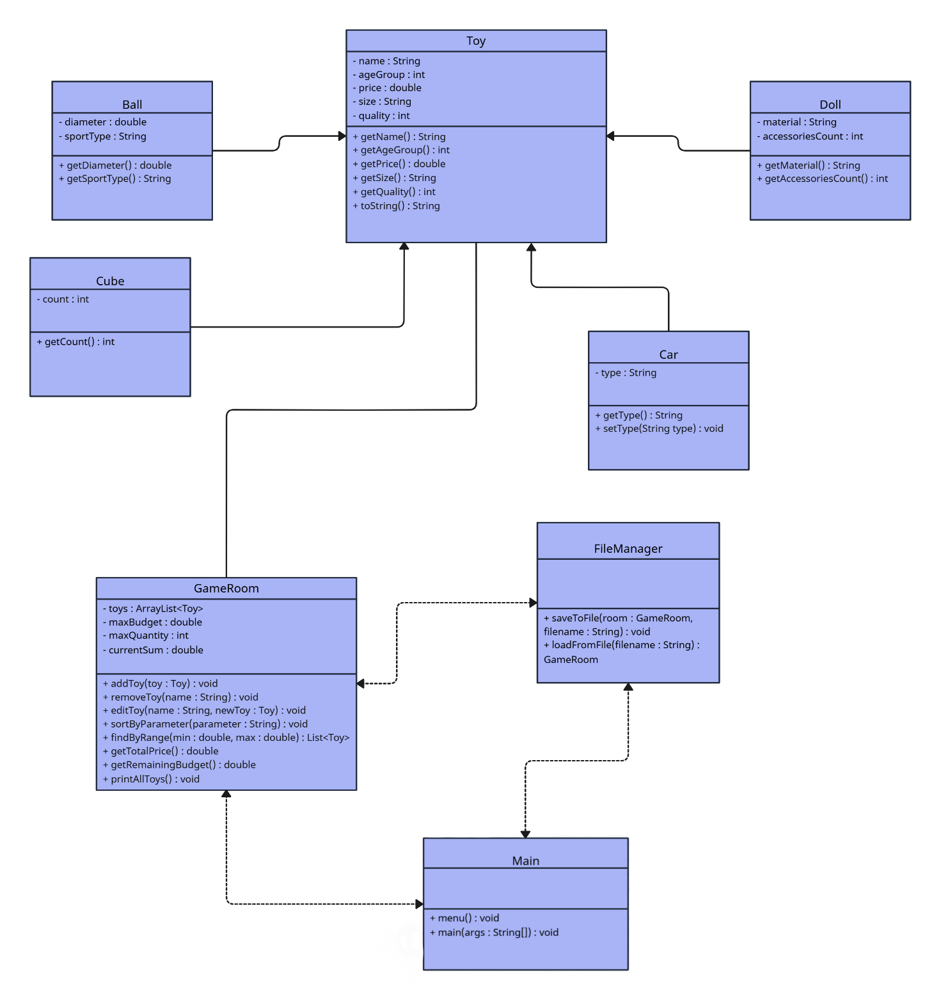 Toy
- name : String
- ageGroup : int
- price : double
- size : String
- quality : int
+ getName() : String
+ getAgeGroup() : int
+ getPrice() : double
+ getSize() : String
+ getQuality() : int
+ toString() : String
Ball
- diameter : double
- sportType : String
+ getDiameter() : double
+ getSportType() : String
Doll
- material : String
- accessoriesCount : int
+ getMaterial() : String
+ getAccessoriesCount() : int
Cube
- count : int
+ getCount() : int
Car
- type : String
+ getType() : String
+ setType(String type) : void
FileManager
+ saveToFile(room : GameRoom,
filename : String) : void
+ loadFromFile(filename : String) :
GameRoom
GameRoom
- toys : ArrayList<Toy>
- maxBudget : double
- maxQuantity : int
- currentSum : double
+ addToy(toy : Toy) : void
+ removeToy(name : String) : void
+ editToy(name : String, newToy : Toy) : void
+ sortByParameter(parameter : String) : void
+ findByRange(min : double, max : double) : List<Toy>
+ getTotalPrice() : double
+ getRemainingBudget() : double
+ printAllToys() : void
Main
+ menu() : void
+ main(args : String[]) : void